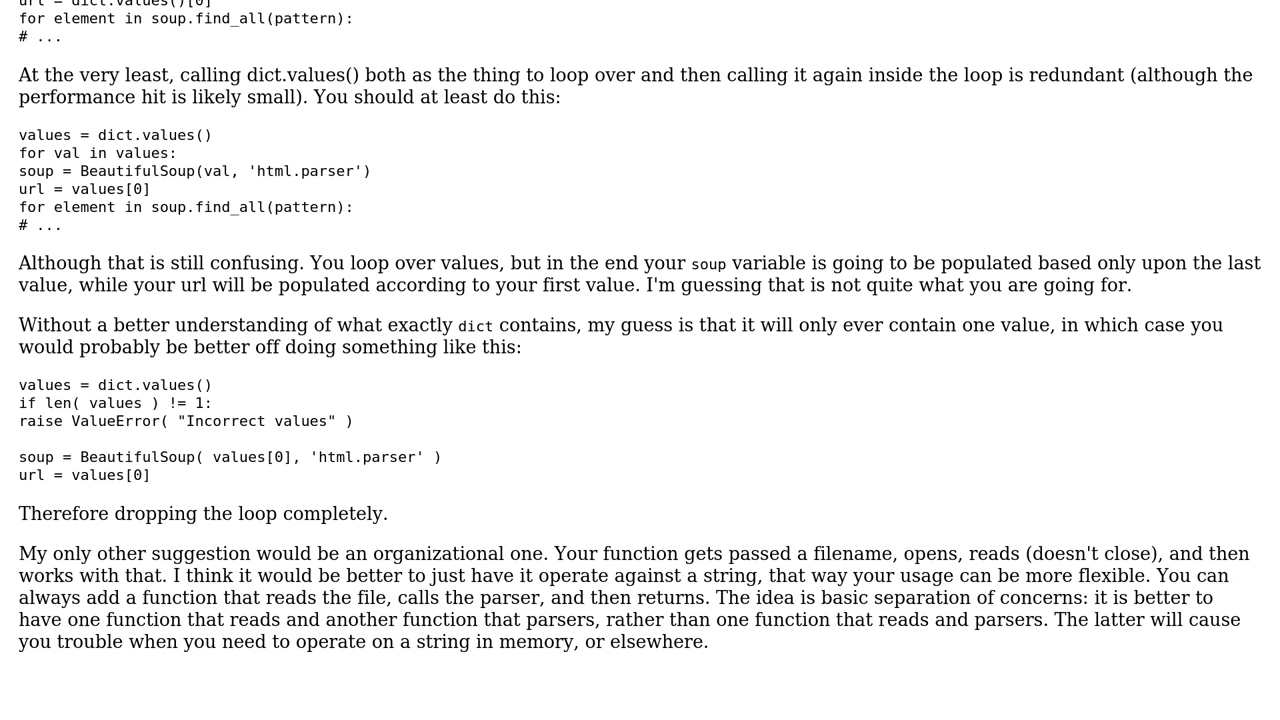 url = dict.values()[0]
for element in soup.find_all(pattern):
# ...
At the very least, calling dict.values() both as the thing to loop over and then calling it again inside the loop is redundant (although the
performance hit is likely small). You should at least do this:
values = dict.values()
for val in values:
soup = BeautifulSoup(val, 'html.parser')
url = values[0]
for element in soup.find_all(pattern):
# ...
Although that is still confusing. You loop over values, but in the end your soup variable is going to be populated based only upon the last
value, while your url will be populated according to your first value. I'm guessing that is not quite what you are going for.
Without a better understanding of what exactly dict contains, my guess is that it will only ever contain one value, in which case you
would probably be better off doing something like this:
values = dict.values()
if len( values ) != 1:
raise ValueError( "Incorrect values" )
soup = BeautifulSoup( values[0], 'html.parser' )
url = values[0]
Therefore dropping the loop completely.
My only other suggestion would be an organizational one. Your function gets passed a filename, opens, reads (doesn't close), and then
works with that. I think it would be better to just have it operate against a string, that way your usage can be more flexible. You can
always add a function that reads the file, calls the parser, and then returns. The idea is basic separation of concerns: it is better to
have one function that reads and another function that parsers, rather than one function that reads and parsers. The latter will cause
you trouble when you need to operate on a string in memory, or elsewhere.